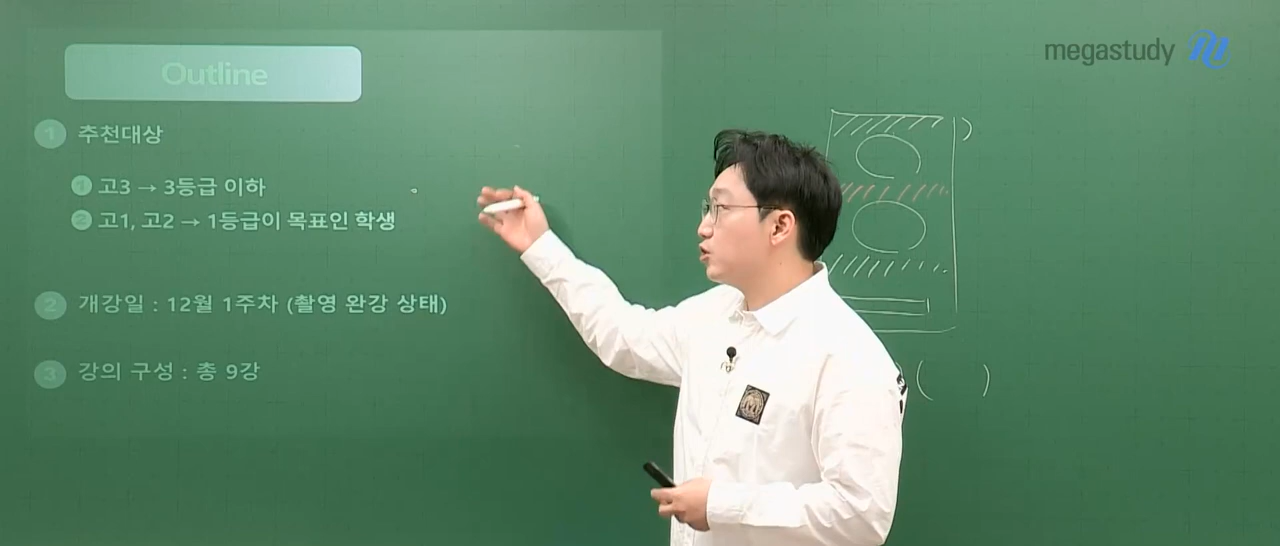 megastudy
Outline
1 추천대상
1 고3 → 3등급 이하
2 고1, 고2 → 1등급이 목표인 학생
2 개강일 : 12월 1주차 (촬영 완강 상태)
3 강의 구성 : 총 9강